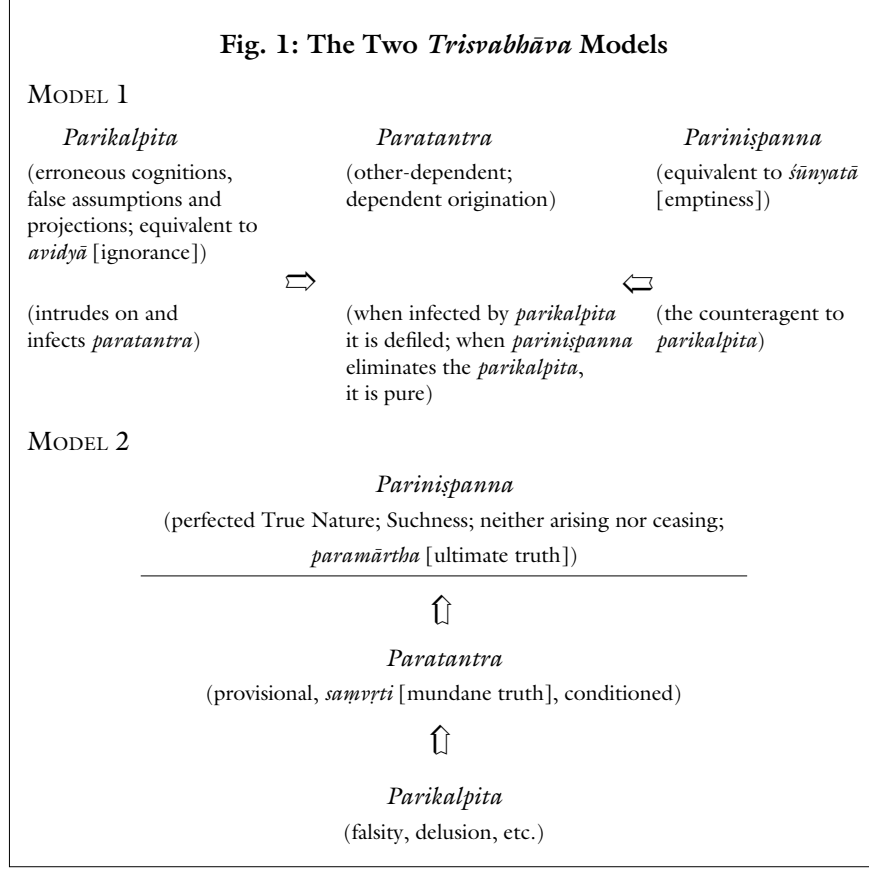 Fig. 1: The Two Trisvabhāva Models
MODEL 1
Parikalpita
(erroneous cognitions,
false assumptions and
projections; equivalent to
avidyā [ignorance])
(intrudes on and
infects paratantra)
Paratantra
(other-dependent;
dependent origination)
(when infected by parikalpita
it is defiled; when pariniṣpanna
eliminates the parikalpita,
it is pure)
Pariniṣpanna
(equivalent to śūnyatā
[emptiness])
(the counteragent to
parikalpita)
MODEL 2
Pariniṣpanna
(perfected True Nature; Suchness; neither arising nor ceasing;
paramārtha [ultimate truth])
Paratantra
(provisional, saṃvṛti [mundane truth], conditioned)
Parikalpita
(falsity, delusion, etc.)